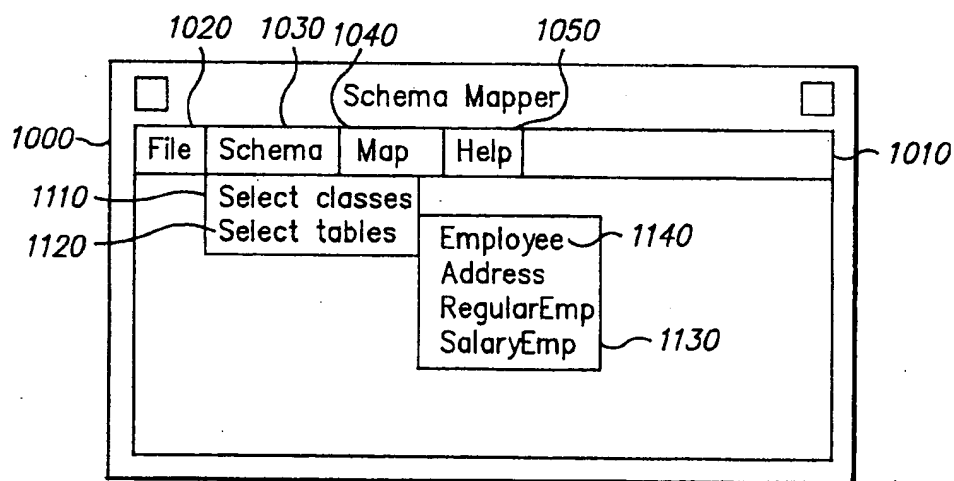 1020 1030 1040 1050
Schema Mapper
1000 File Schema Map Help 1010
1110 Select classes
1120 Select tables
Employee 1140
Address
RegularEmp
SalaryEmp 1130